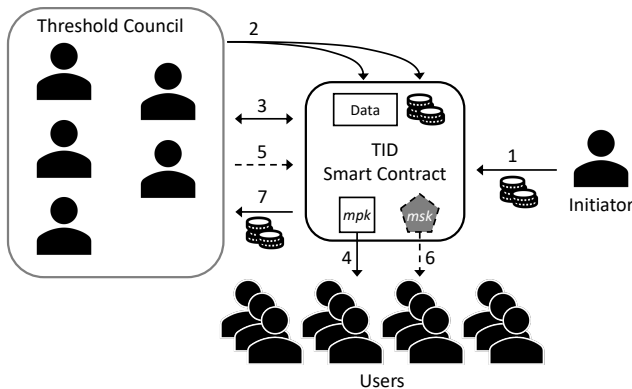 Threshold Council
2
3
5
7
Data
TID
Smart Contract
mpk
msk
1
Initiator
4
6
Users